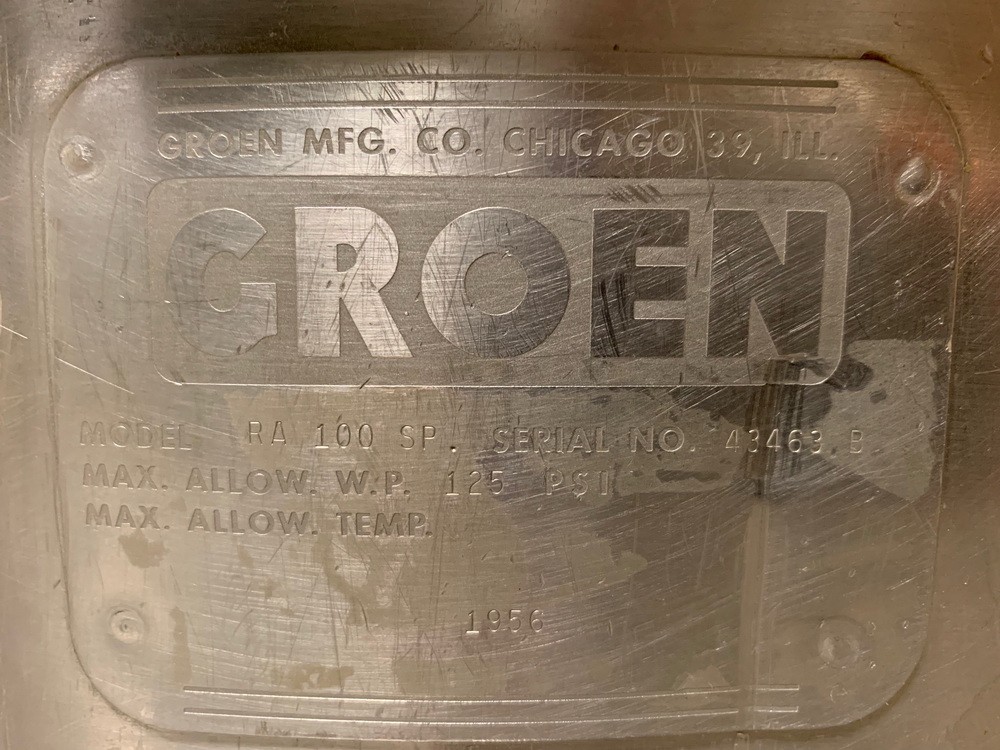 GROEN MFG. CO. CHICAGO 39, ILL.
GROEN
MODEL RA 100 SP. SERIAL NO. 43463 B
MAX. ALLOW. W.P. 125 PSI
MAX. ALLOW. TEMP.
1956